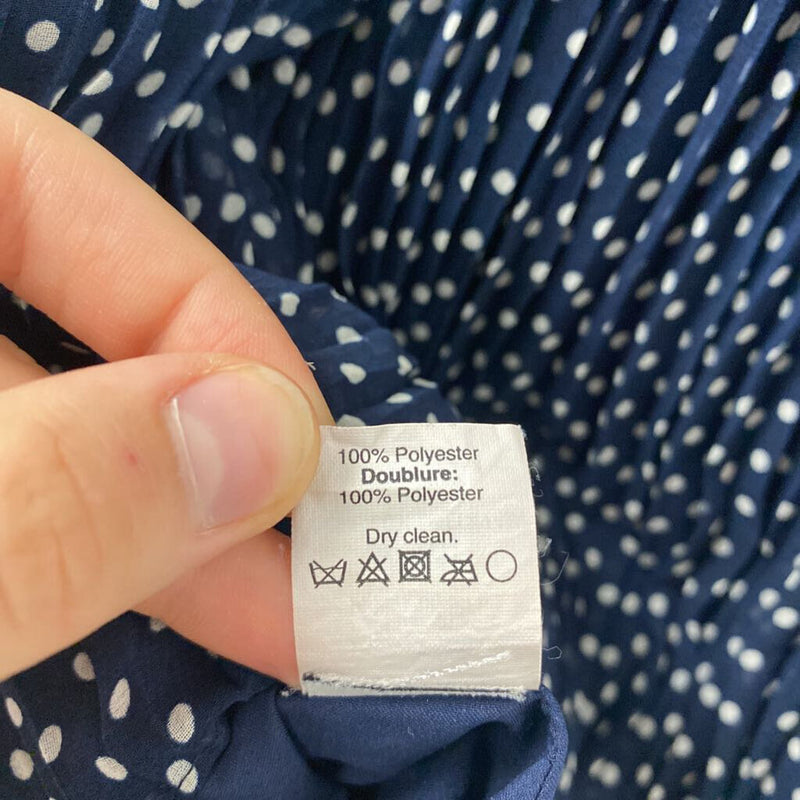 100% Polyester
Doublure:
100% Polyester
Dry clean.